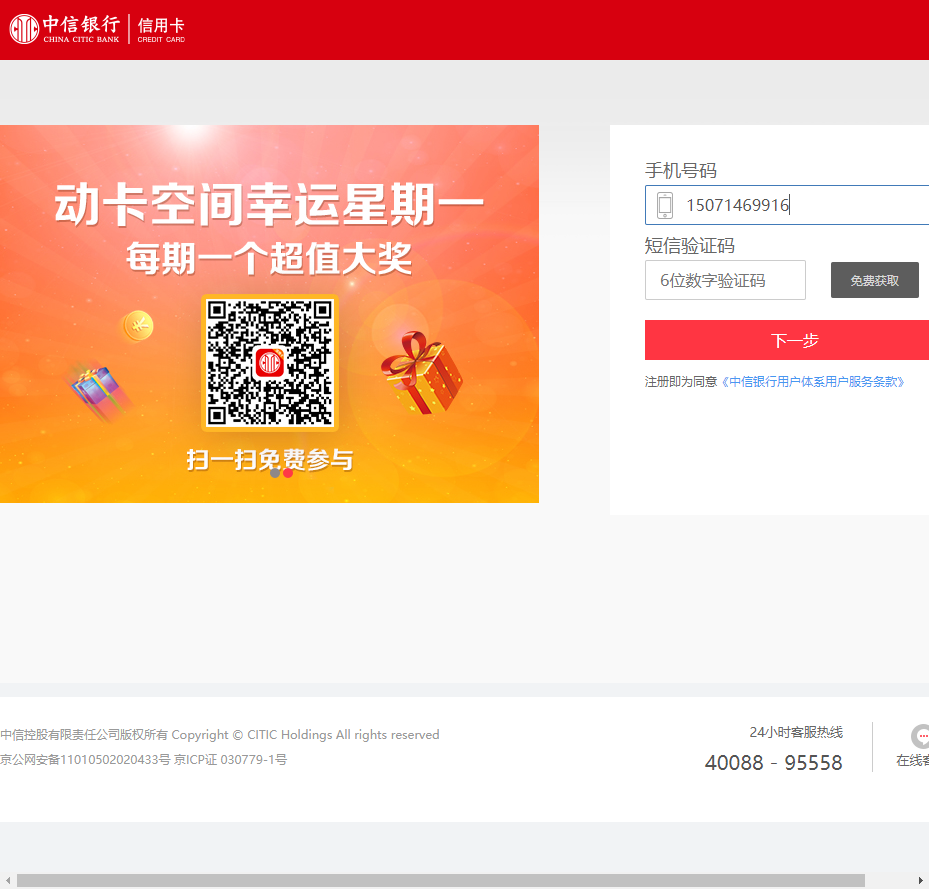 中信银行 信用卡
CHINA CITIC BANK CREDIT CARD
动卡空间幸运星期一
每期一个超值大奖
扫一扫免费参与
手机号码
15071469916
短信验证码
6位数字验证码
免费获取
下一步
注册即为同意《中信银行用户体系用户服务条款》
中信控股有限责任公司版权所有 Copyright © CITIC Holdings All rights reserved
京公网安备11010502020433号 京ICP证 030779-1号
24小时客服热线
40088 - 95558
在线客